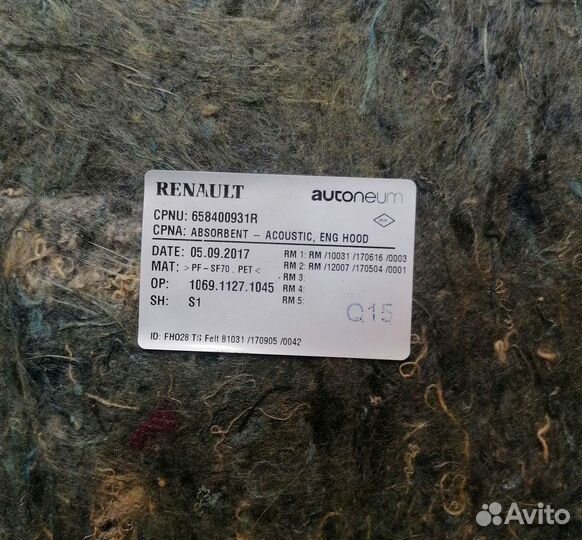 RENAULT autoneum
CPNU: 658400931R
CPNA: ABSORBENT - ACOUSTIC, ENG HOOD
DATE: 05.09.2017 RM 1: RM /10031 /170616 /0003
MAT: >PF-SF70, PET< RM 2: RM /12007 /170504 /0001
RM 3:
OP: 1069.1127.1045 RM 4:
SH: S1 RM 5:
Q15
ID: FH028 TS Felt 81031 /170905 /0042
Avito